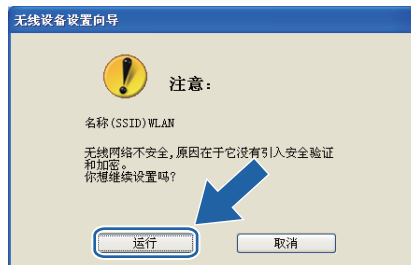 无线设备设置向导
注意：
名称(SSID)WLAN
无线网络不安全,原因在于它没有引入安全验证
和加密。
你想继续设置吗?
运行
取消